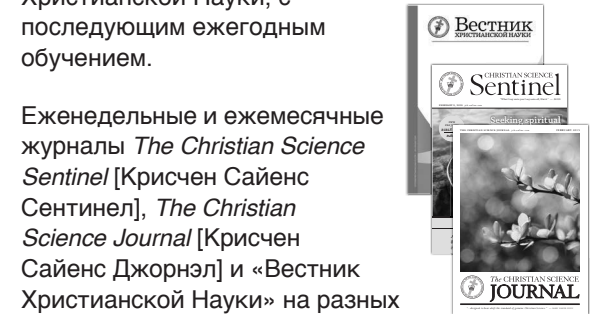 Христианской Науки, с
последующим ежегодным
обучением.
Еженедельные и ежемесячные
журналы The Christian Science
Sentinel [Крисчен Сайенс
Сентинел], The Christian
Science Journal [Крисчен
Сайенс Джорнэл] и «Вестник
Христианской Науки» на разных
Вестник
ХРИСТИАНСКОЙ НАУКИ
CHRISTIAN SCIENCE
Sentinel
Seeking spiritual
The CHRISTIAN SCIENCE
JOURNAL